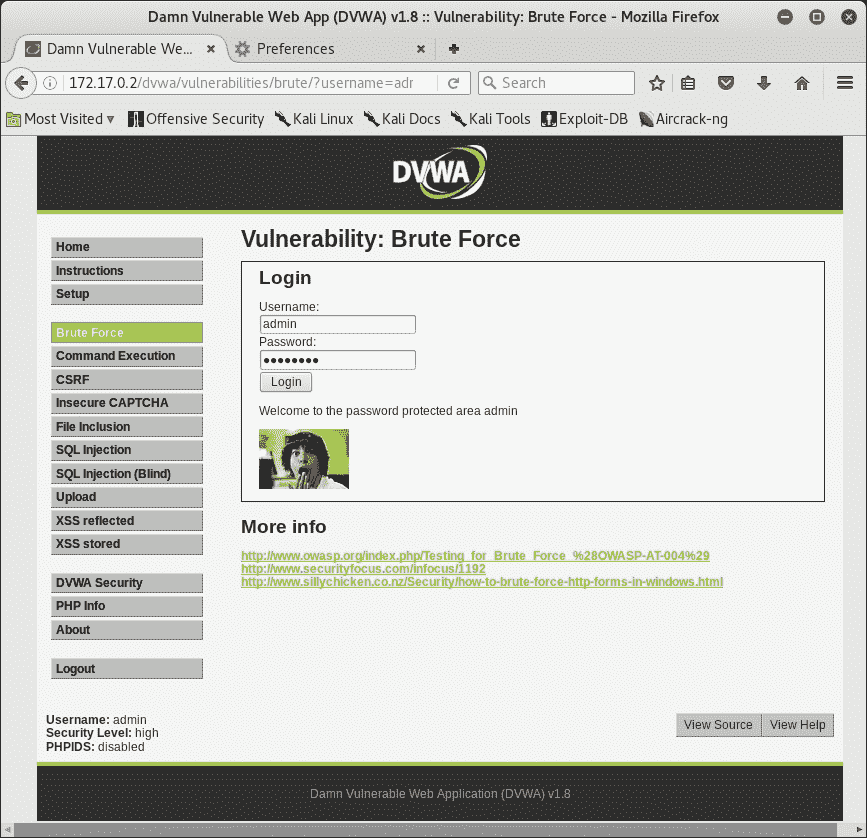 Damn Vulnerable Web App (DVWA) v1.8 :: Vulnerability: Brute Force - Mozilla Firefox
Damn Vulnerable We... Preferences
172.17.0.2/dvwa/vulnerabilities/brute/?username=adr Search
Most Visited Offensive Security Kali Linux Kali Docs Kali Tools Exploit-DB Aircrack-ng
DVWA
Home
Instructions
Setup
Brute Force
Command Execution
CSRF
Insecure CAPTCHA
File Inclusion
SQL Injection
SQL Injection (Blind)
Upload
XSS reflected
XSS stored
DVWA Security
PHP Info
About
Logout
Vulnerability: Brute Force
Login
Username:
admin
Password:
●●●●●●●●
Login
Welcome to the password protected area admin
More info
http://www.owasp.org/index.php/Testing_for_Brute_Force_%28OWASP-AT-004%29
http://www.securityfocus.com/infocus/1192
http://www.sillychicken.co.nz/Security/how-to-brute-force-http-forms-in-windows.html
Username: admin
Security Level: high
PHPIDS: disabled
View Source View Help
Damn Vulnerable Web Application (DVWA) v1.8